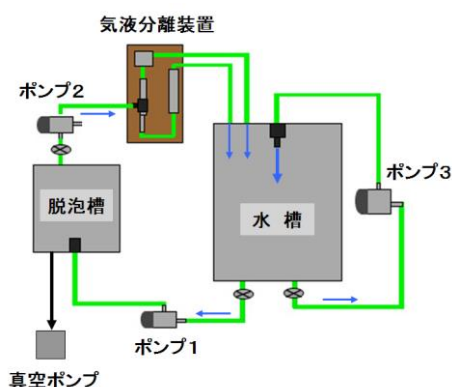 気液分離装置
ポンプ2
ポンプ3
脱泡槽
水 槽
ポンプ1
真空ポンプ